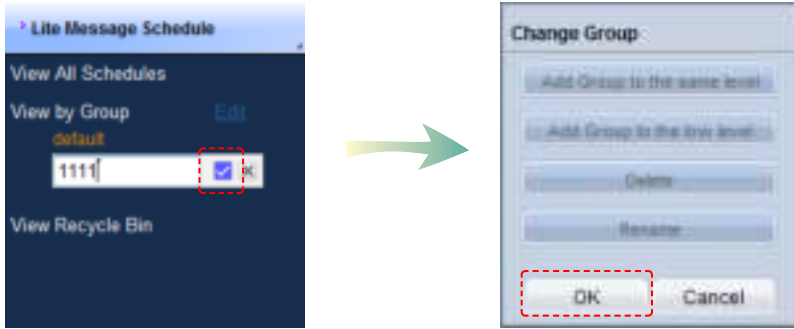 Lite Message Schedule
View All Schedules
View by Group Edit
default
1111
View Recycle Bin
Change Group
Add Group to the same level
Add Group to the low level
Delete
Rename
OK Cancel